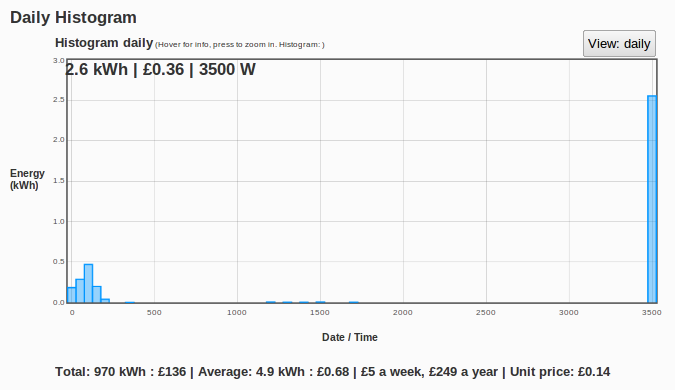 Daily Histogram
Histogram daily (Hover for info, press to zoom in. Histogram: )
View: daily
2.6 kWh | £0.36 | 3500 W
3.0
2.5
2.0
1.5
1.0
0.5
0.0
Energy
(kWh)
0 500 1000 1500 2000 2500 3000 3500
Date / Time
Total: 970 kWh : £136 | Average: 4.9 kWh : £0.68 | £5 a week, £249 a year | Unit price: £0.14